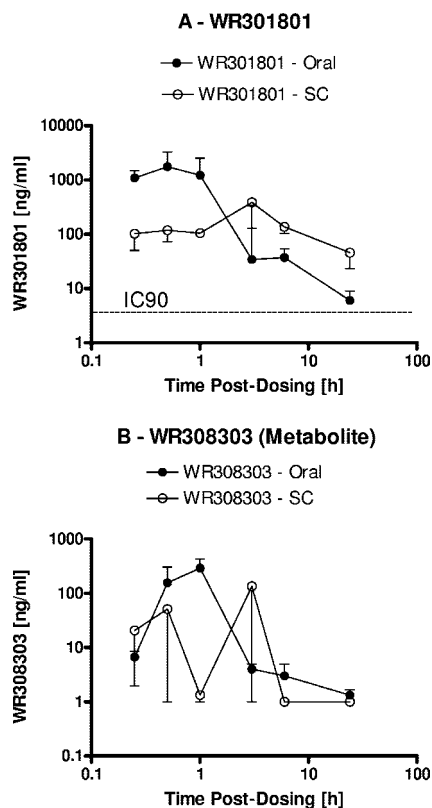 A - WR301801
WR301801 - Oral
WR301801 - SC
10000
1000
100
10
1
WR301801 [ng/ml]
IC90
0.1 1 10 100
Time Post-Dosing [h]
B - WR308303 (Metabolite)
WR308303 - Oral
WR308303 - SC
1000
100
10
1
0.1
WR308303 [ng/ml]
0.1 1 10 100
Time Post-Dosing [h]